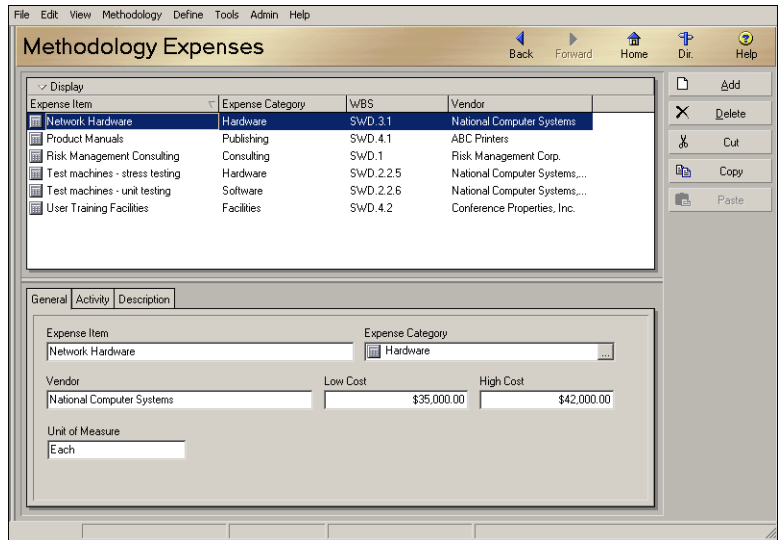 File Edit View Methodology Define Tools Admin Help
Methodology Expenses
Back Forward Home Dir. Help
Display
Expense Item Expense Category WBS Vendor
Network Hardware Hardware SWD.3.1 National Computer Systems
Product Manuals Publishing SWD.4.1 ABC Printers
Risk Management Consulting Consulting SWD.1 Risk Management Corp.
Test machines - stress testing Hardware SWD.2.2.5 National Computer Systems,...
Test machines - unit testing Software SWD.2.2.6 National Computer Systems,...
User Training Facilities Facilities SWD.4.2 Conference Properties, Inc.
Add
Delete
Cut
Copy
Paste
General Activity Description
Expense Item Expense Category
Network Hardware Hardware ...
Vendor Low Cost High Cost
National Computer Systems $35,000.00 $42,000.00
Unit of Measure
Each